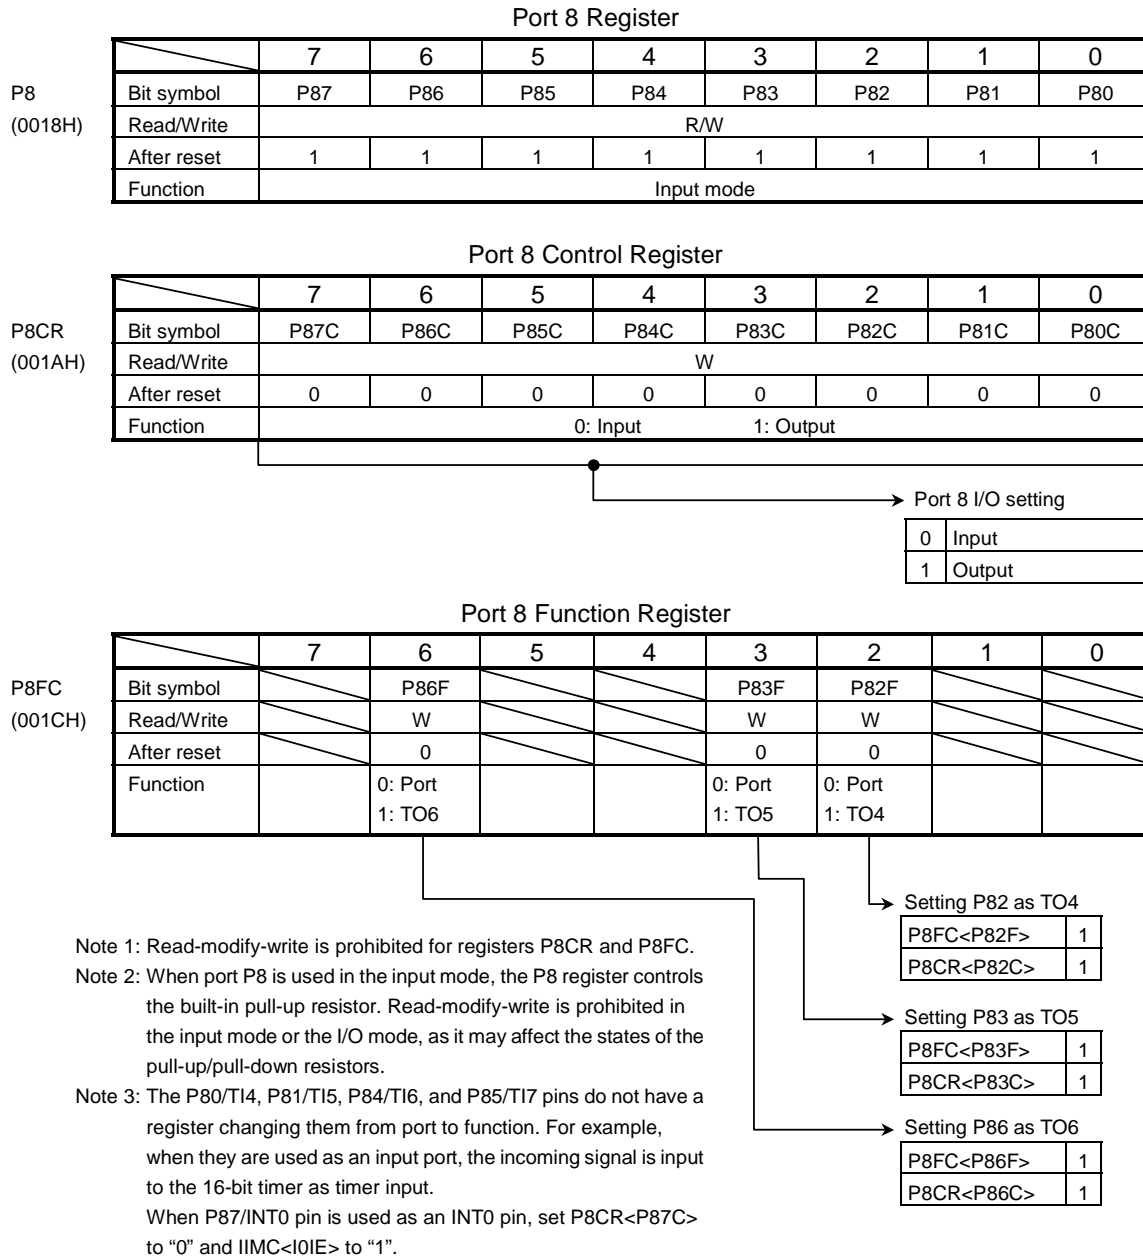 Port 8 Register
7 6 5 4 3 2 1 0
P8 Bit symbol P87 P86 P85 P84 P83 P82 P81 P80
(0018H) Read/Write R/W
After reset 1 1 1 1 1 1 1 1
Function Input mode
Port 8 Control Register
7 6 5 4 3 2 1 0
P8CR Bit symbol P87C P86C P85C P84C P83C P82C P81C P80C
(001AH) Read/Write W
After reset 0 0 0 0 0 0 0 0
Function 0: Input 1: Output
Port 8 I/O setting
0 Input
1 Output
Port 8 Function Register
7 6 5 4 3 2 1 0
P8FC Bit symbol P86F P83F P82F
(001CH) Read/Write W W W
After reset 0 0 0
Function 0: Port 0: Port 0: Port
1: TO6 1: TO5 1: TO4
Setting P82 as TO4
P8FC<P82F> 1
P8CR<P82C> 1
Setting P83 as TO5
P8FC<P83F> 1
P8CR<P83C> 1
Setting P86 as TO6
P8FC<P86F> 1
P8CR<P86C> 1
Note 1: Read-modify-write is prohibited for registers P8CR and P8FC.
Note 2: When port P8 is used in the input mode, the P8 register controls
the built-in pull-up resistor. Read-modify-write is prohibited in
the input mode or the I/O mode, as it may affect the states of the
pull-up/pull-down resistors.
Note 3: The P80/TI4, P81/TI5, P84/TI6, and P85/TI7 pins do not have a
register changing them from port to function. For example,
when they are used as an input port, the incoming signal is input
to the 16-bit timer as timer input.
When P87/INT0 pin is used as an INT0 pin, set P8CR<P87C>
to “0” and IIMC<I0IE> to “1”.